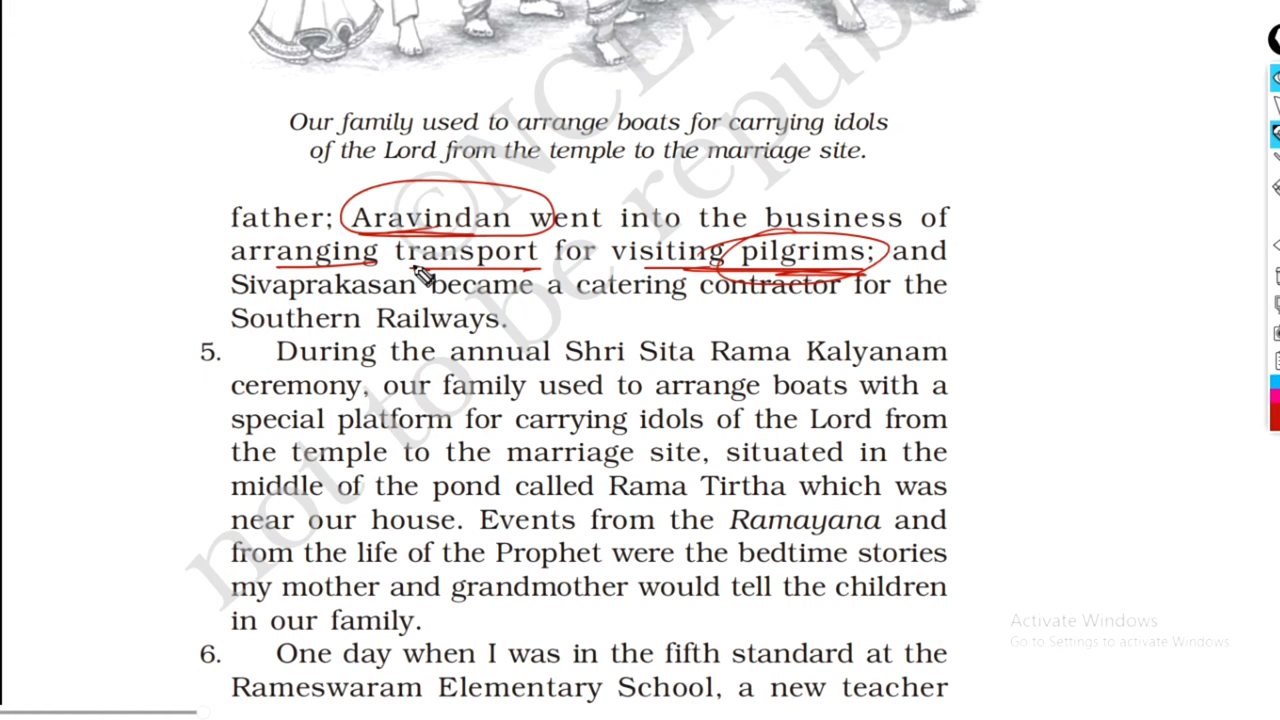 Our family used to arrange boats for carrying idols
of the Lord from the temple to the marriage site.
father; Aravindan went into the business of
arranging transport for visiting pilgrims; and
Sivaprakasan became a catering contractor for the
Southern Railways.
5. During the annual Shri Sita Rama Kalyanam
ceremony, our family used to arrange boats with a
special platform for carrying idols of the Lord from
the temple to the marriage site, situated in the
middle of the pond called Rama Tirtha which was
near our house. Events from the Ramayana and
from the life of the Prophet were the bedtime stories
my mother and grandmother would tell the children
in our family.
6. One day when I was in the fifth standard at the
Rameswaram Elementary School, a new teacher
not to be republ
©NCER
Activate Windows
Go to Settings to activate Windows.